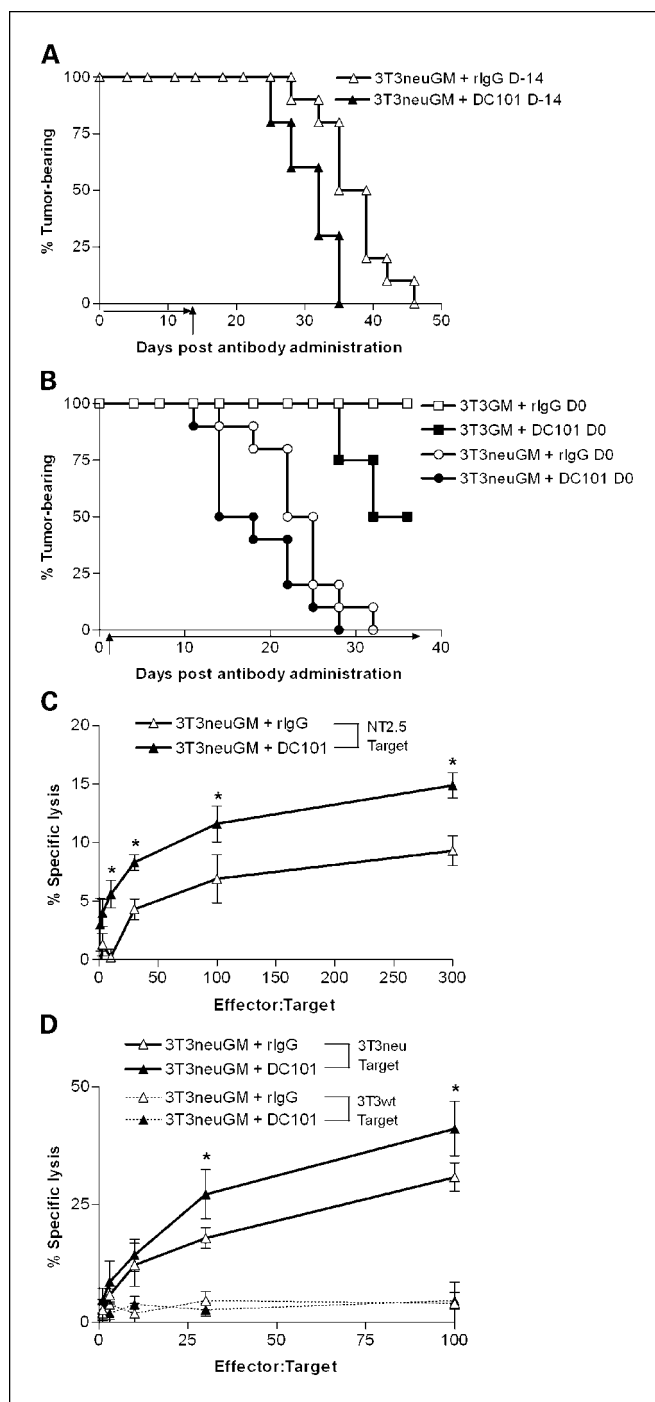 A
3T3neuGM + rIgG D-14
3T3neuGM + DC101 D-14
100
75
50
25
0
% Tumor-bearing
0 10 20 30 40 50
Days post antibody administration
B
3T3GM + rIgG D0
3T3GM + DC101 D0
3T3neuGM + rIgG D0
3T3neuGM + DC101 D0
100
75
50
25
0
% Tumor-bearing
0 10 20 30 40
Days post antibody administration
C
3T3neuGM + rIgG
3T3neuGM + DC101
NT2.5
Target
20
15
10
5
0
% Specific lysis
* * * *
0 50 100 150 200 250 300
Effector:Target
D
3T3neuGM + rIgG
3T3neuGM + DC101
3T3neu
Target
3T3neuGM + rIgG
3T3neuGM + DC101
3T3wt
Target
50
25
0
% Specific lysis
* *
0 25 50 75 100
Effector:Target